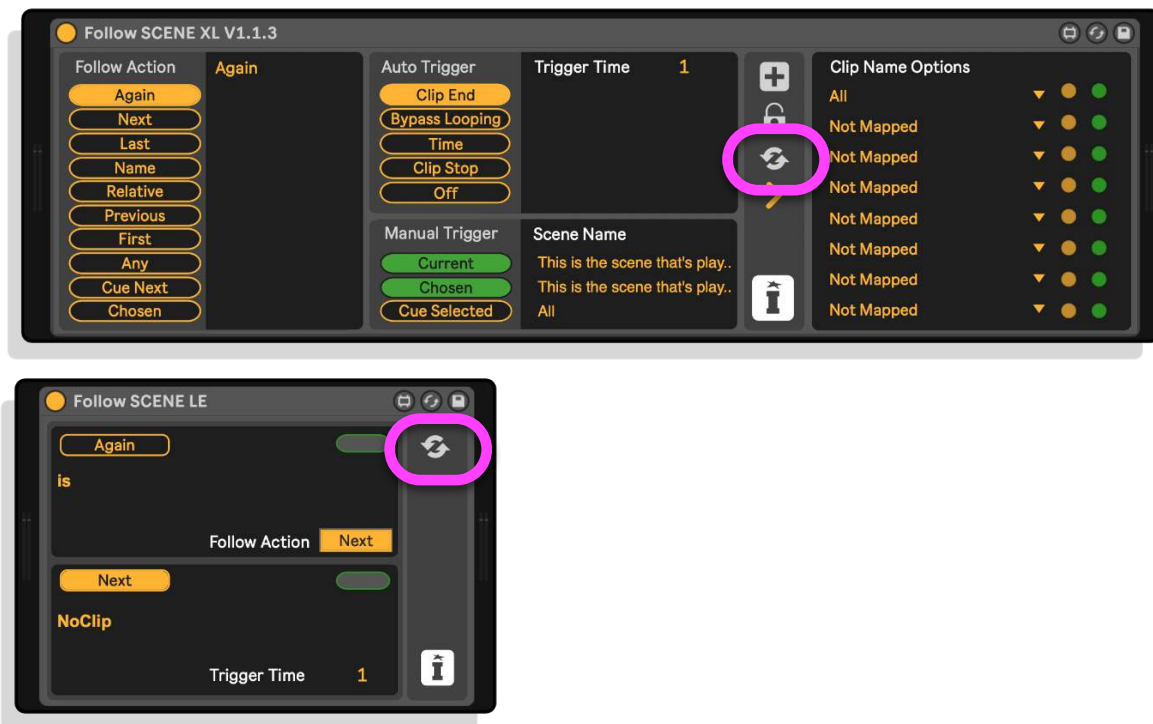 Follow SCENE XL V1.1.3
Follow Action
Again
Again
Next
Last
Name
Relative
Previous
First
Any
Cue Next
Chosen
Auto Trigger
Clip End
Bypass Looping
Time
Clip Stop
Off
Trigger Time 1
Manual Trigger
Current
Chosen
Cue Selected
Scene Name
This is the scene that's play..
This is the scene that's play..
All
Clip Name Options
All
Not Mapped
Not Mapped
Not Mapped
Not Mapped
Not Mapped
Not Mapped
Not Mapped
Follow SCENE LE
Again
is
Follow Action Next
Next
NoClip
Trigger Time 1